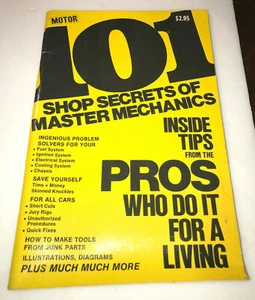 MOTOR
$2.95
101
SHOP SECRETS OF
MASTER MECHANICS
INGENIOUS PROBLEM
SOLVERS FOR YOUR
• Fuel System
• Ignition System
• Electrical System
• Cooling System
• Chassis
SAVE YOURSELF
Time • Money
Skinned Knuckles
FOR ALL CARS
• Short Cuts
• Jury Rigs
• Unauthorized
Procedures
• Quick Fixes
HOW TO MAKE TOOLS
FROM JUNK PARTS
ILLUSTRATIONS, DIAGRAMS
PLUS MUCH MUCH MORE
INSIDE
TIPS
FROM THE
PROS
WHO DO IT
FOR A
LIVING